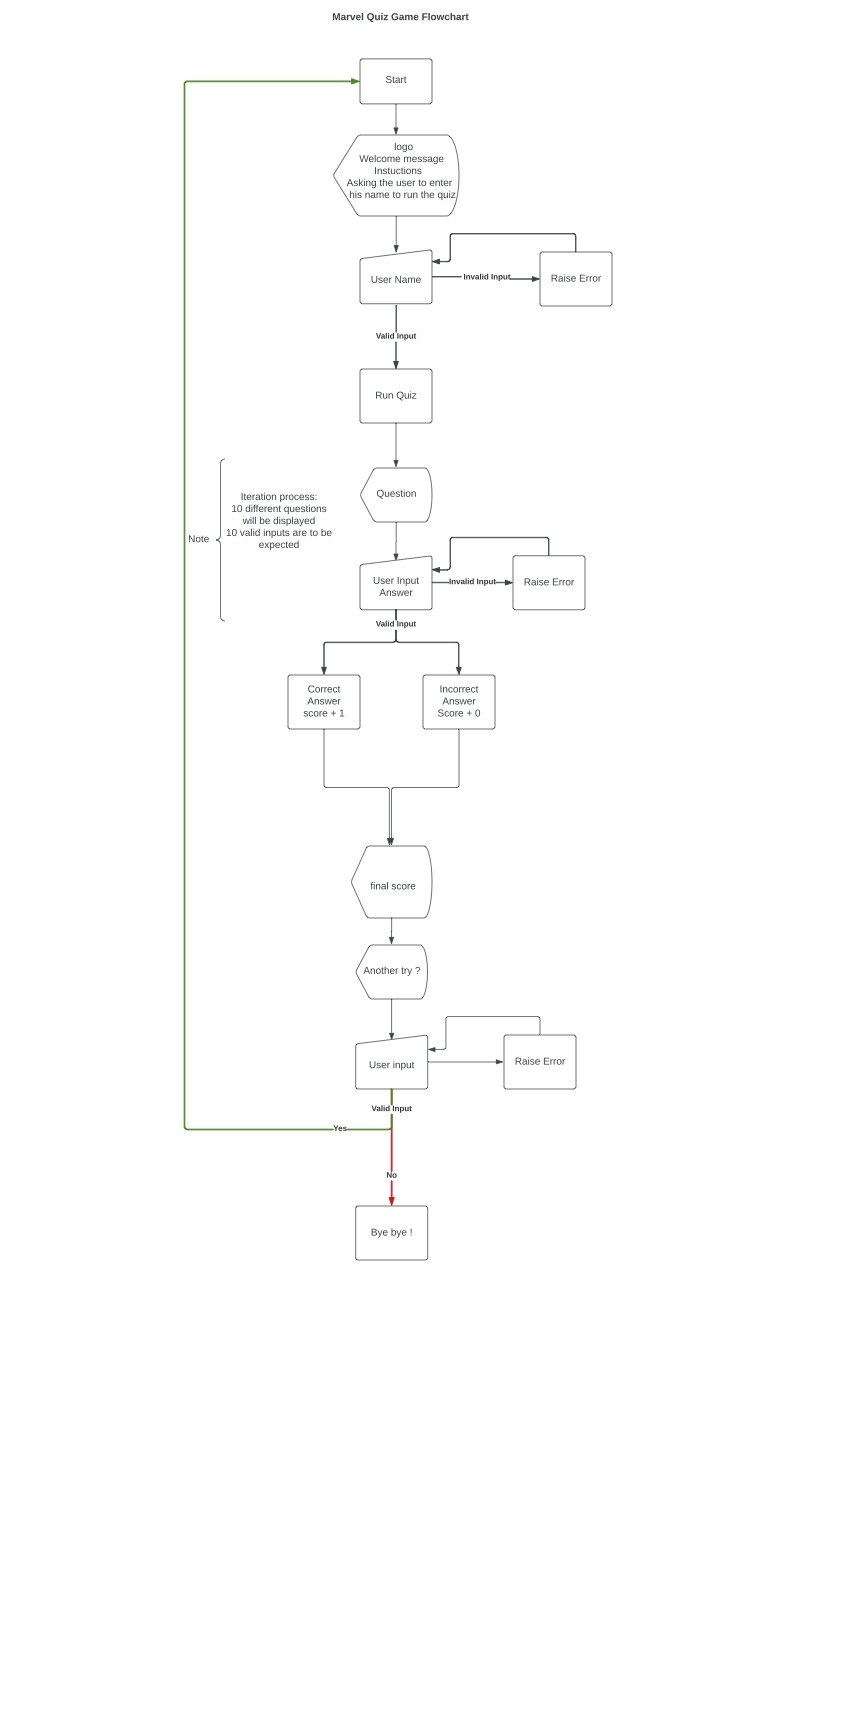 Marvel Quiz Game Flowchart
Start
logo
Welcome message
Instuctions
Asking the user to enter
his name to run the quiz
User Name
Invalid Input
Raise Error
Valid Input
Run Quiz
Question
Note
Iteration process:
10 different questions
will be displayed
10 valid inputs are to be
expected
User Input
Answer
Invalid Input
Raise Error
Valid Input
Correct
Answer
score + 1
Incorrect
Answer
Score + 0
final score
Another try ?
User input
Raise Error
Valid Input
Yes
No
Bye bye !